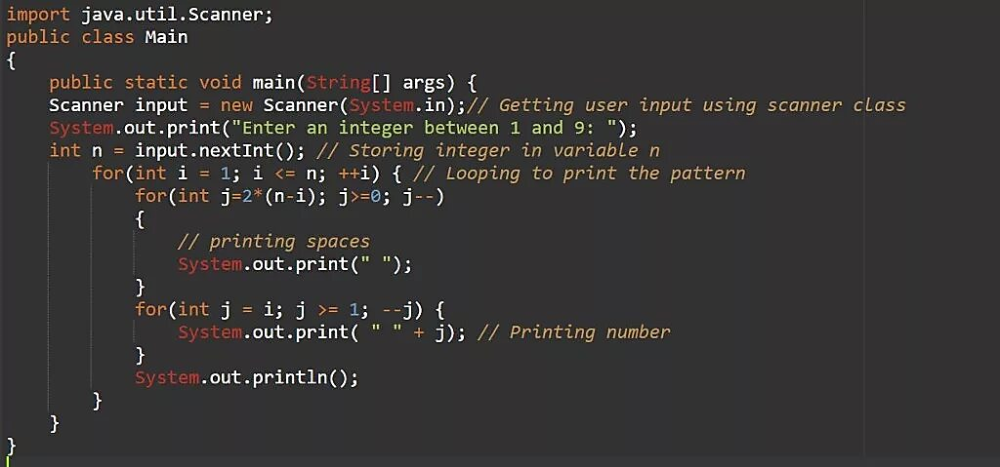 import java.util.Scanner;
public class Main
{
    public static void main(String[] args) {
    Scanner input = new Scanner(System.in);// Getting user input using scanner class
    System.out.print("Enter an integer between 1 and 9: ");
    int n = input.nextInt(); // Storing integer in variable n
        for(int i = 1; i <= n; ++i) { // Looping to print the pattern
            for(int j=2*(n-i); j>=0; j--)
            {
                // printing spaces
                System.out.print(" ");
            }
            for(int j = i; j >= 1; --j) {
                System.out.print( " " + j); // Printing number
            }
            System.out.println();
        }
    }
}